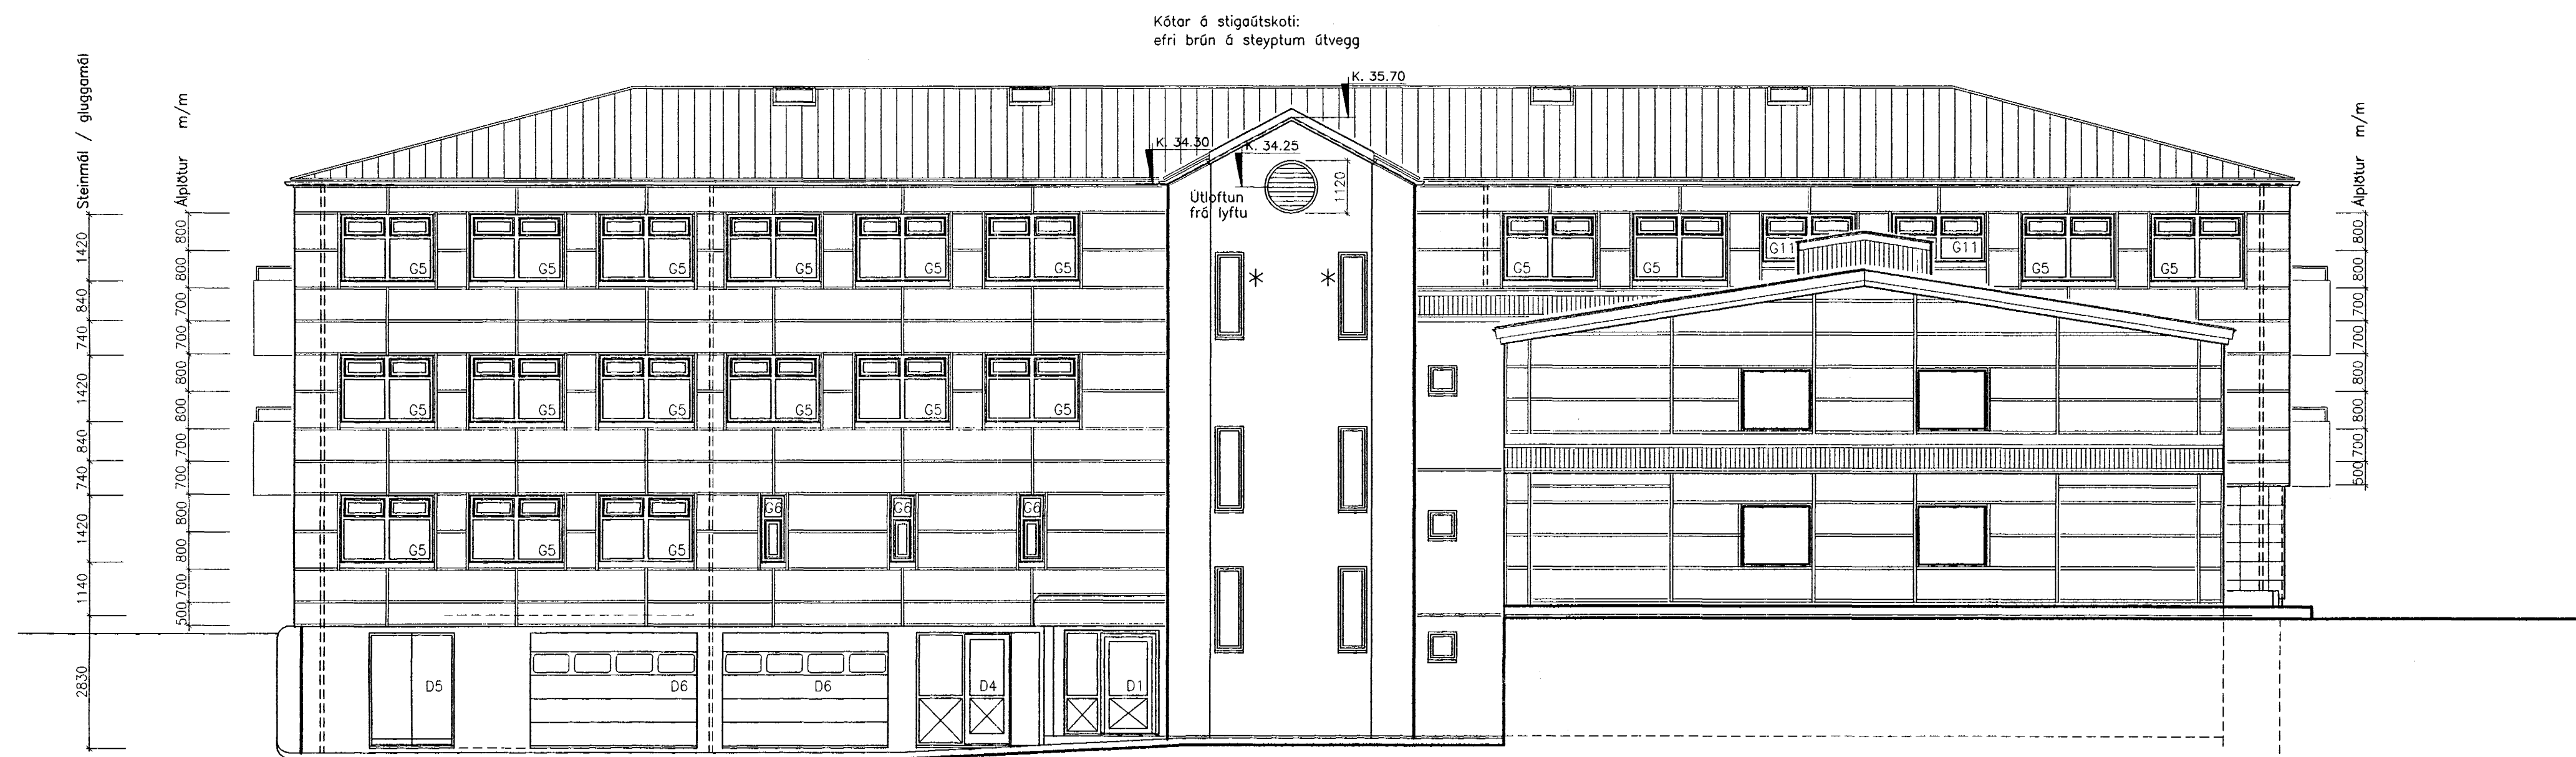 Kótar á stigaútskoti:
efri brún á steyptum útvegg
K. 35.70
K. 34.30
K. 34.25
1120
Útloftun
frá lyftu
Steinmál / gluggamál
1420
840
740
1420
840
740
1420
1140
2830
Álplötur m/m
800
800
700
700
800
800
700
700
800
800
700
500
G5 G5 G5 G5 G5 G5
* *
G5 G5 G11 G11 G5 G5
G5 G5 G5 G5 G5 G5
G5 G5 G5 G6 G6 G6
D5 D6 D6 D4 D1
Álplötur m/m
800
800
700
700
800
800
700
500